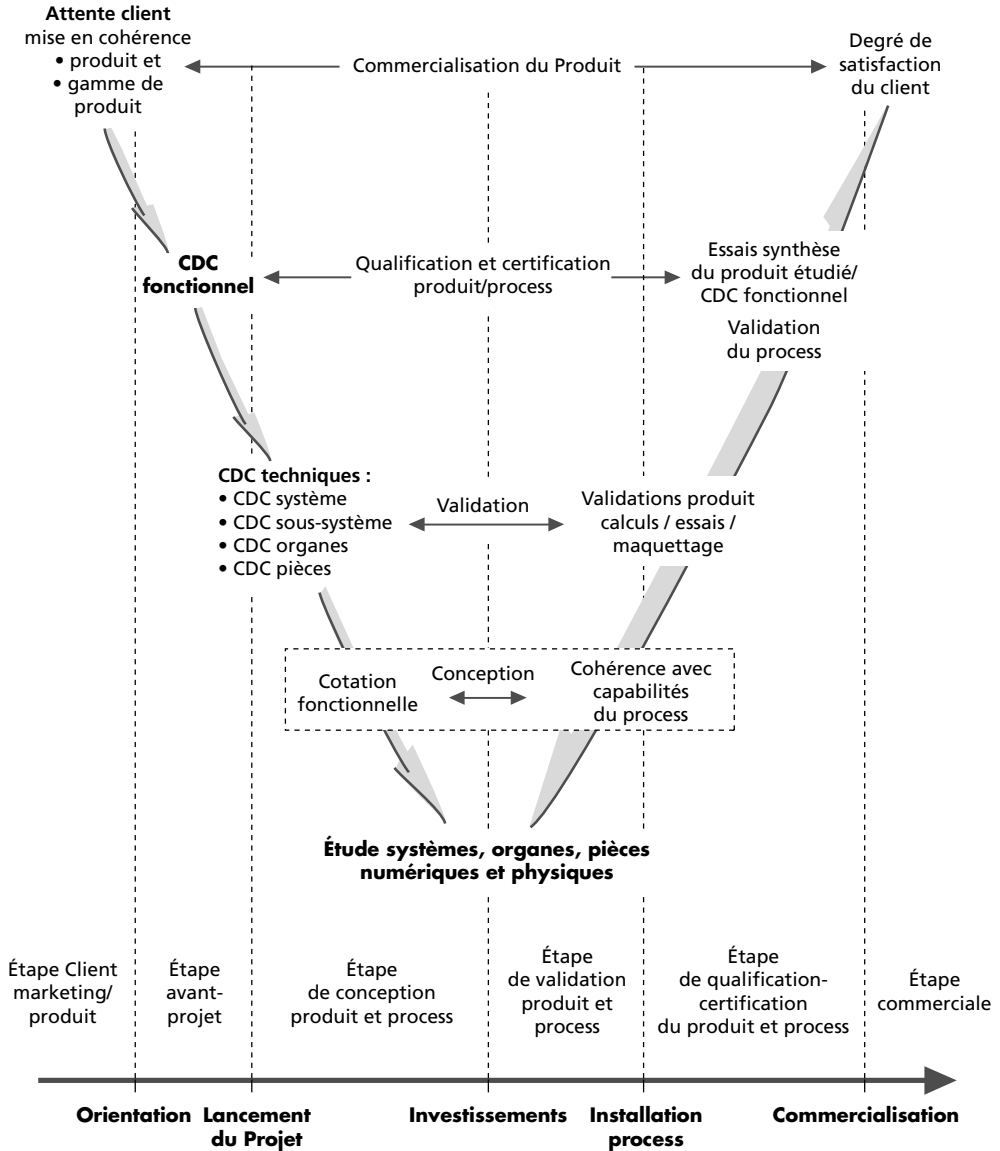 Attente client
mise en cohérence
• produit et
• gamme de
produit
Commercialisation du Produit
Degré de
satisfaction
du client
CDC
fonctionnel
Qualification et certification
produit/process
Essais synthèse
du produit étudié/
CDC fonctionnel
Validation
du process
CDC techniques :
• CDC système
• CDC sous-système
• CDC organes
• CDC pièces
Validation
Validations produit
calculs / essais /
maquettage
Cotation
fonctionnelle
Conception
Cohérence avec
capabilités
du process
Étude systèmes, organes, pièces
numériques et physiques
Étape Client
marketing/
produit
Étape
avant-
projet
Étape
de conception
produit et process
Étape
de validation
produit et
process
Étape
de qualification-
certification
du produit et process
Étape
commerciale
Orientation
Lancement
du Projet
Investissements
Installation
process
Commercialisation